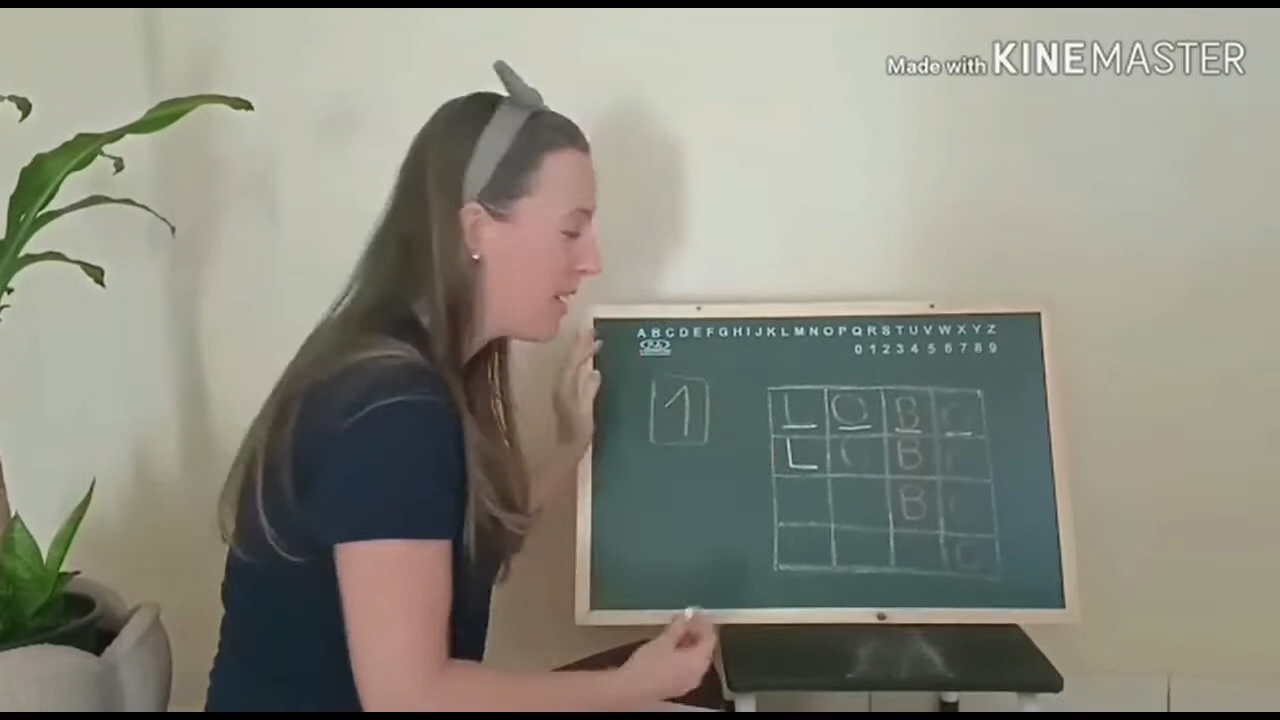 Made with KINEMASTER
A B C D E F G H I J K L M N O P Q R S T U V W X Y Z
0 1 2 3 4 5 6 7 8 9
1
L O B
L B
B
O